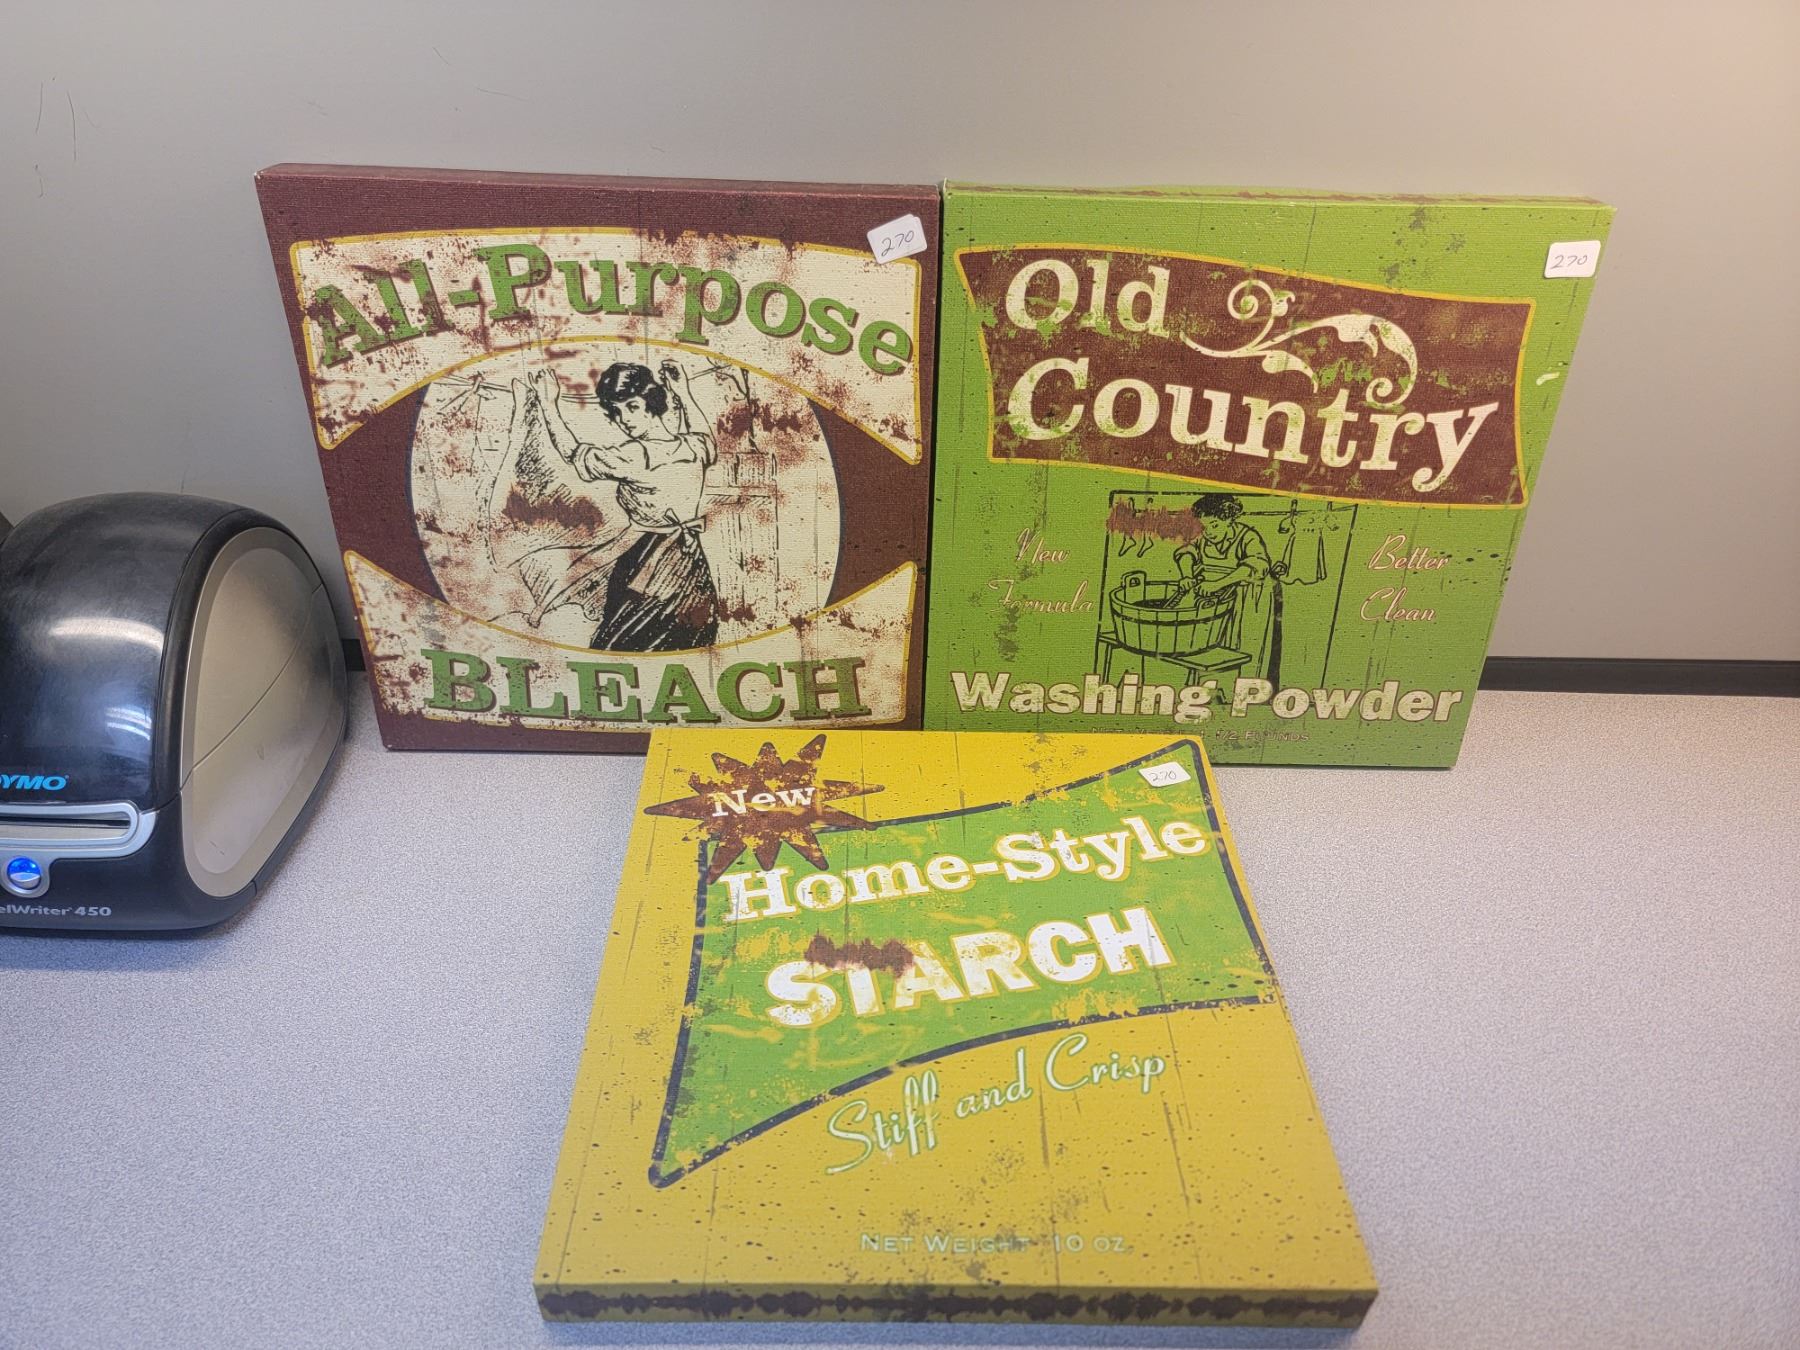 All-Purpose
BLEACH
270
Old
Country
New
Formula
Better
Clean
Washing Powder
270
New
Home-Style
STARCH
Stiff and Crisp
NET WEIGHT 10 OZ.
270
YMO
elWriter 450